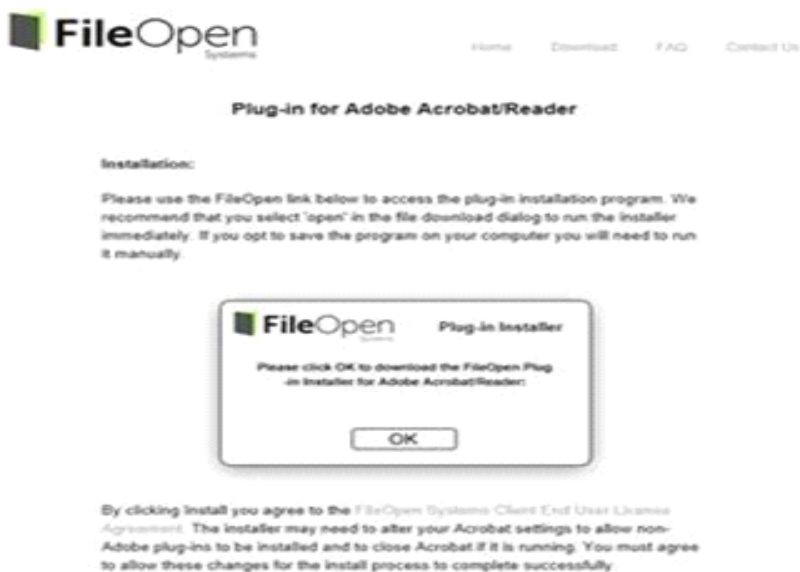 FileOpen
Systems
Home Download FAQ Contact Us
Plug-in for Adobe Acrobat/Reader
Installation:
Please use the FileOpen link below to access the plug-in installation program. We
recommend that you select 'open' in the file download dialog to run the installer
immediately. If you opt to save the program on your computer you will need to run
it manually.
FileOpen
Systems
Plug-in Installer
Please click OK to download the FileOpen Plug
-in Installer for Adobe Acrobat/Reader:
OK
By clicking Install you agree to the FileOpen Systems Client End User License
Agreement. The installer may need to alter your Acrobat settings to allow non-
Adobe plug-ins to be installed and to close Acrobat if it is running. You must agree
to allow these changes for the install process to complete successfully